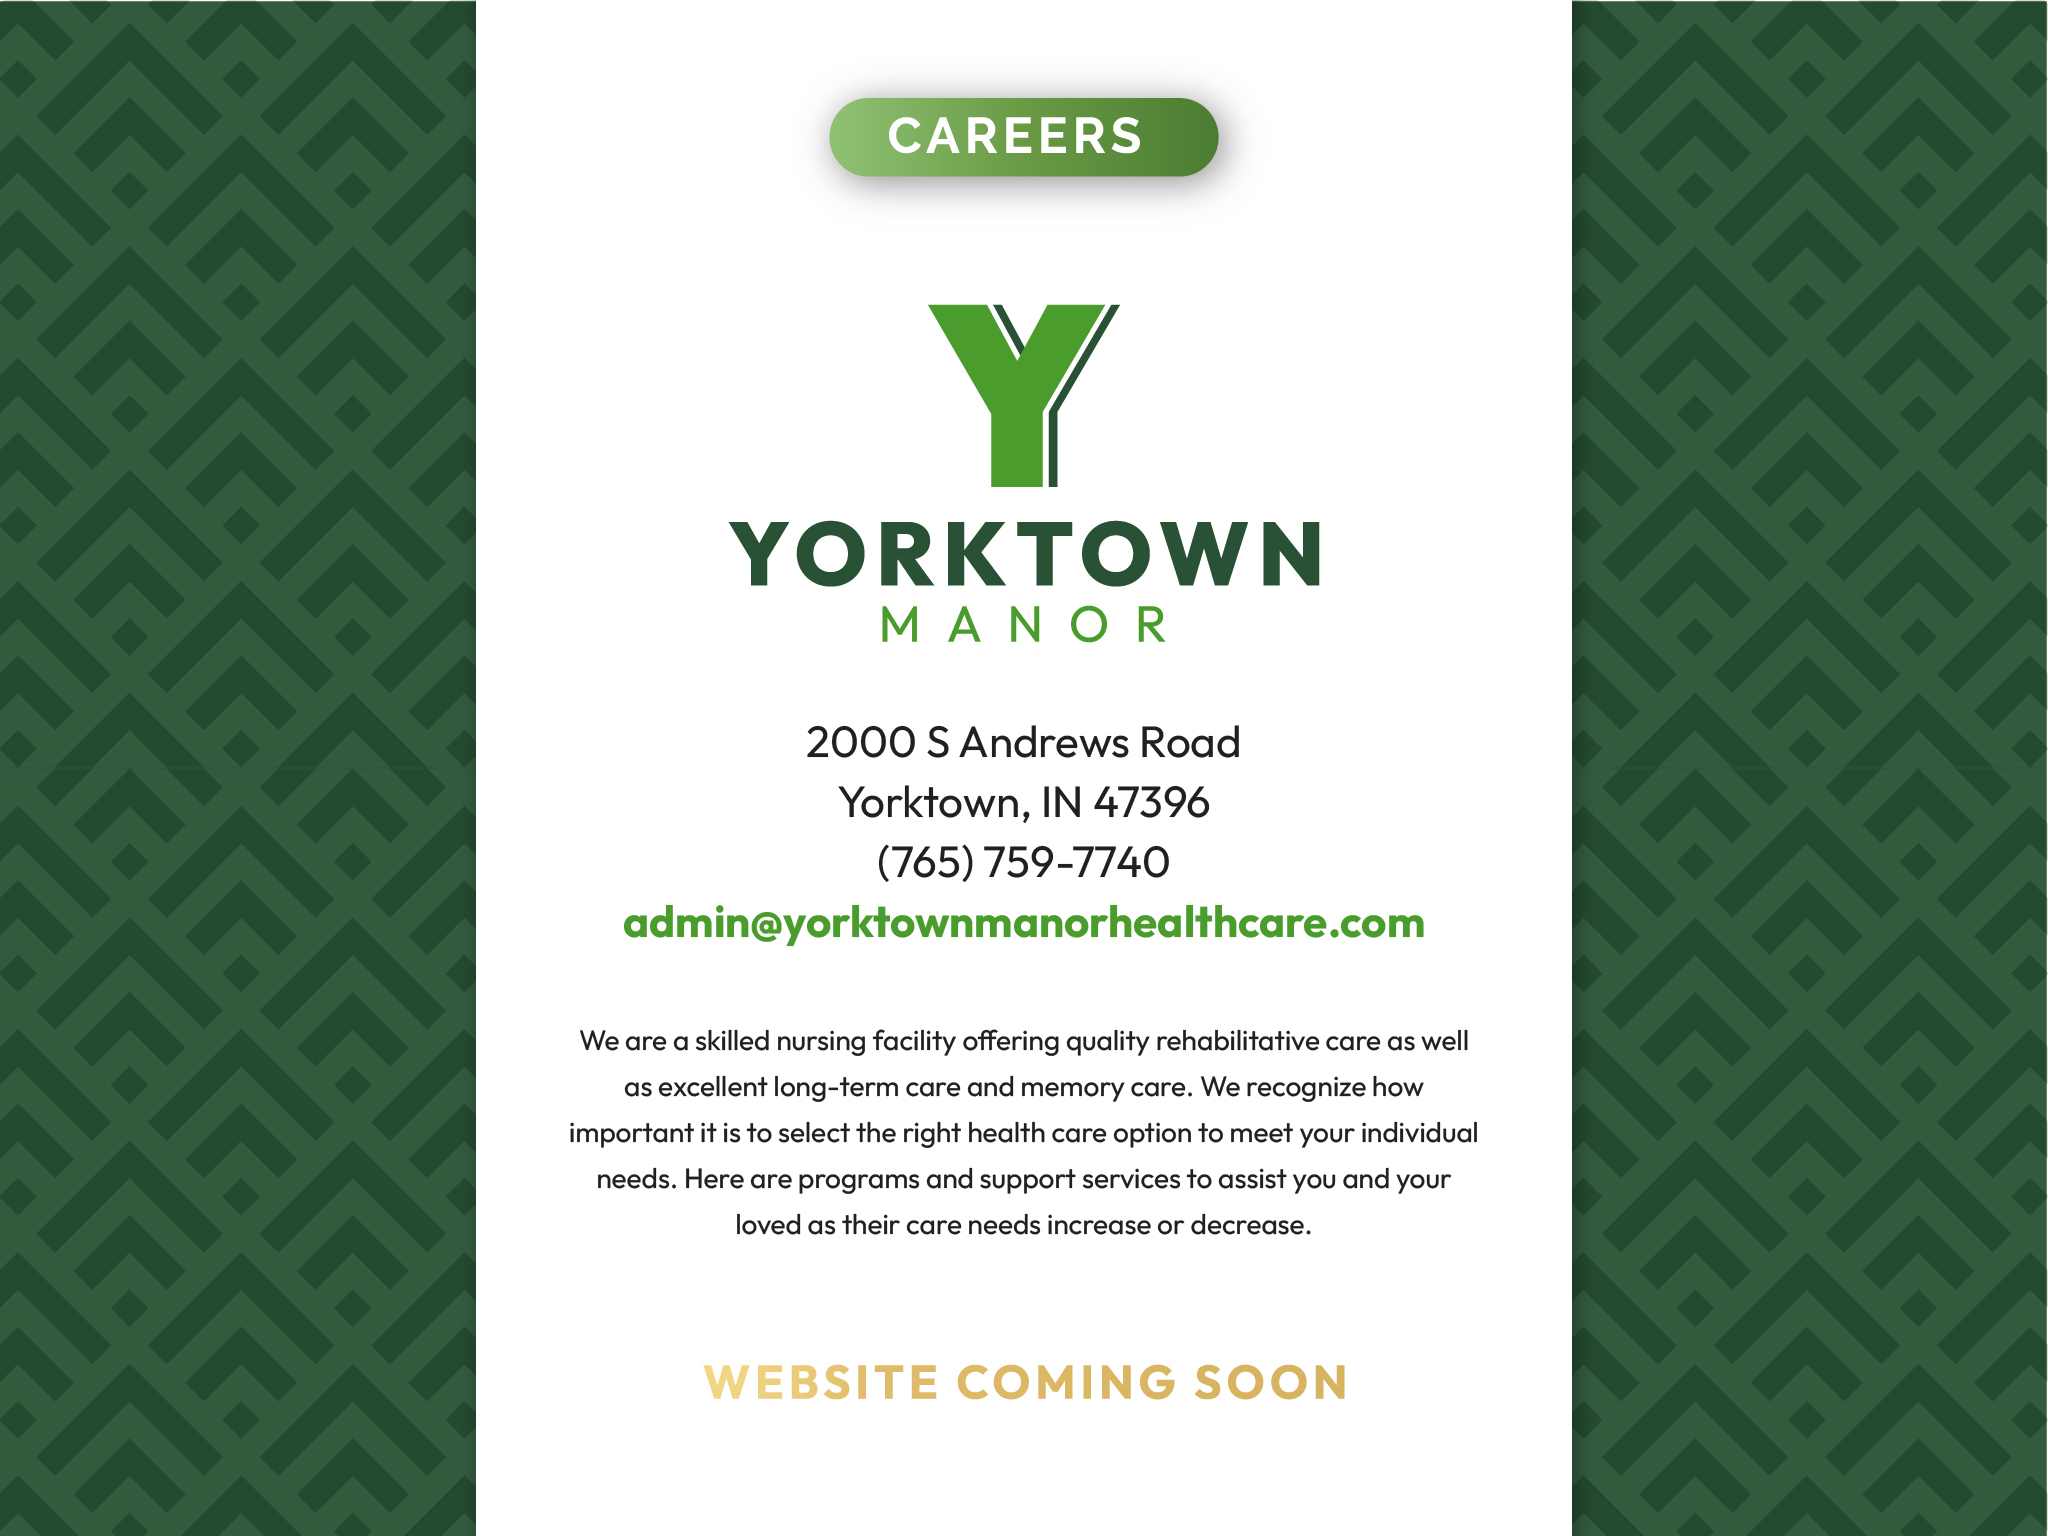 CAREERS
Y
YORKTOWN
MANOR
2000 S Andrews Road
Yorktown, IN 47396
(765) 759-7740
admin@yorktownmanorhealthcare.com
We are a skilled nursing facility offering quality rehabilitative care as well
as excellent long-term care and memory care. We recognize how
important it is to select the right health care option to meet your individual
needs. Here are programs and support services to assist you and your
loved as their care needs increase or decrease.
WEBSITE COMING SOON